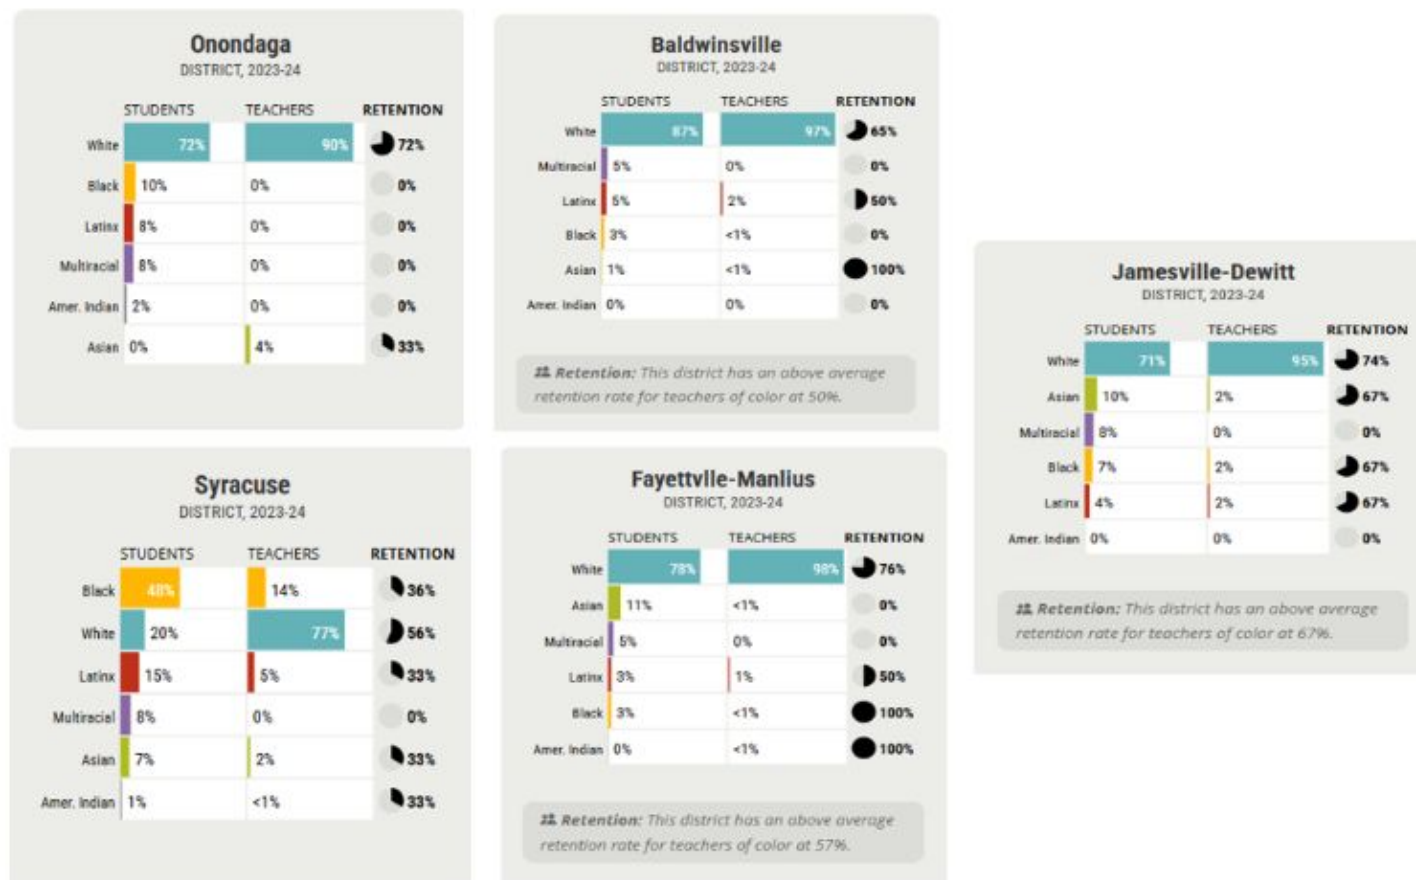 Onondaga
DISTRICT, 2023-24
STUDENTS TEACHERS RETENTION
White 72% 90% 72%
Black 10% 0% 0%
Latinx 8% 0% 0%
Multiracial 8% 0% 0%
Amer. Indian 2% 0% 0%
Asian 0% 4% 33%
Baldwinsville
DISTRICT, 2023-24
STUDENTS TEACHERS RETENTION
White 87% 97% 65%
Multiracial 5% 0% 0%
Latinx 5% 2% 50%
Black 3% <1% 0%
Asian 1% <1% 100%
Amer. Indian 0% 0% 0%
Retention: This district has an above average
retention rate for teachers of color at 50%.
Jamesville-Dewitt
DISTRICT, 2023-24
STUDENTS TEACHERS RETENTION
White 71% 95% 74%
Asian 10% 2% 67%
Multiracial 8% 0% 0%
Black 7% 2% 67%
Latinx 4% 2% 67%
Amer. Indian 0% 0% 0%
Retention: This district has an above average
retention rate for teachers of color at 67%.
Syracuse
DISTRICT, 2023-24
STUDENTS TEACHERS RETENTION
Black 48% 14% 36%
White 20% 77% 56%
Latinx 15% 5% 33%
Multiracial 8% 0% 0%
Asian 7% 2% 33%
Amer. Indian 1% <1% 33%
Fayettvlle-Manlius
DISTRICT, 2023-24
STUDENTS TEACHERS RETENTION
White 78% 98% 76%
Asian 11% <1% 0%
Multiracial 5% 0% 0%
Latinx 3% 1% 50%
Black 3% <1% 100%
Amer. Indian 0% <1% 100%
Retention: This district has an above average
retention rate for teachers of color at 57%.